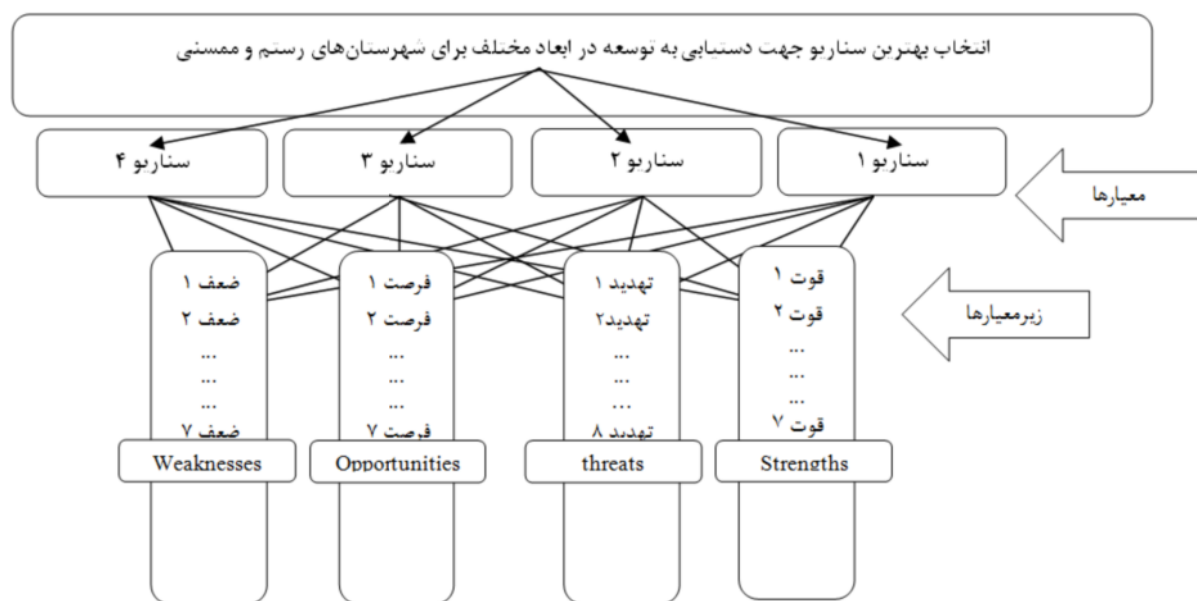 انتخاب بهترین سناریو جهت دستیابی به توسعه در ابعاد مختلف برای شهرستان‌های رستم و ممسنی
سناریو ۱
سناریو ۲
سناریو ۳
سناریو ۴
معیارها
زیرمعیارها
قوت ۱
قوت ۲
...
...
...
قوت ۷
Strengths
تهدید ۱
تهدید۲
...
...
...
تهدید ۸
threats
فرصت ۱
فرصت ۲
...
...
...
فرصت ۷
Opportunities
ضعف ۱
ضعف ۲
...
...
...
ضعف ۷
Weaknesses